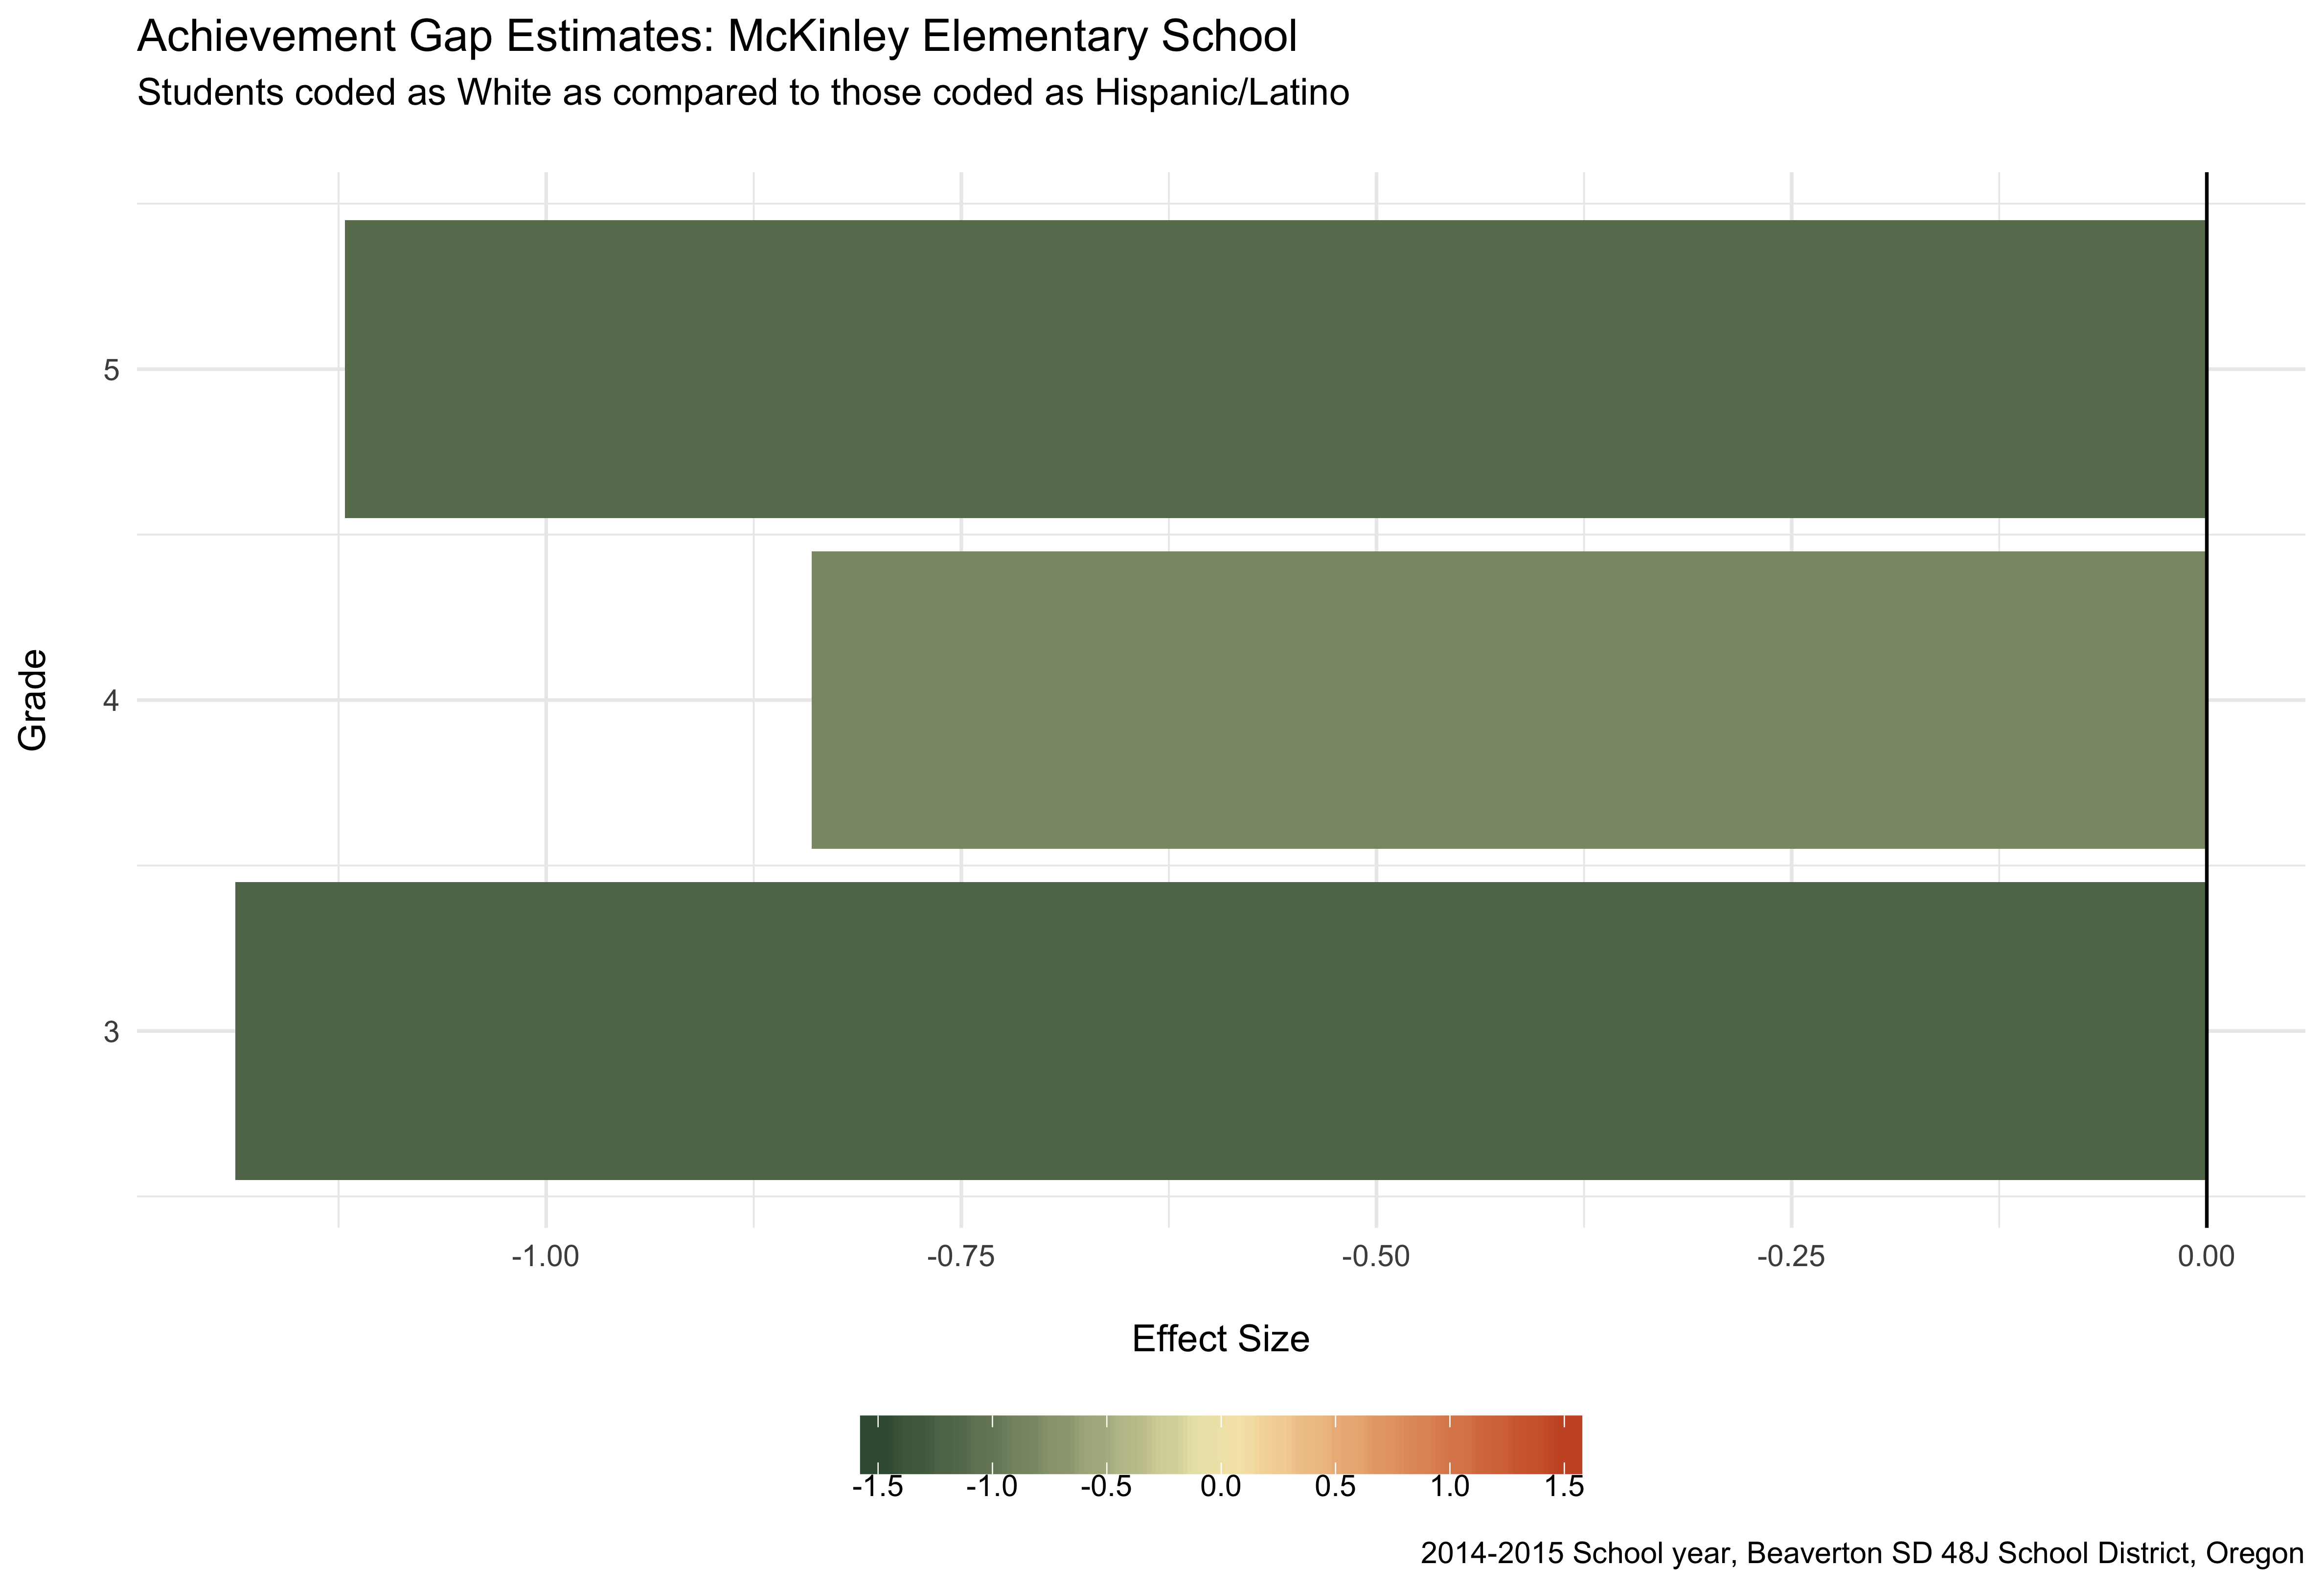 Achievement Gap Estimates: McKinley Elementary School
Students coded as White as compared to those coded as Hispanic/Latino
5
4
3
Grade
-1.00 -0.75 -0.50 -0.25 0.00
Effect Size
-1.5 -1.0 -0.5 0.0 0.5 1.0 1.5
2014-2015 School year, Beaverton SD 48J School District, Oregon